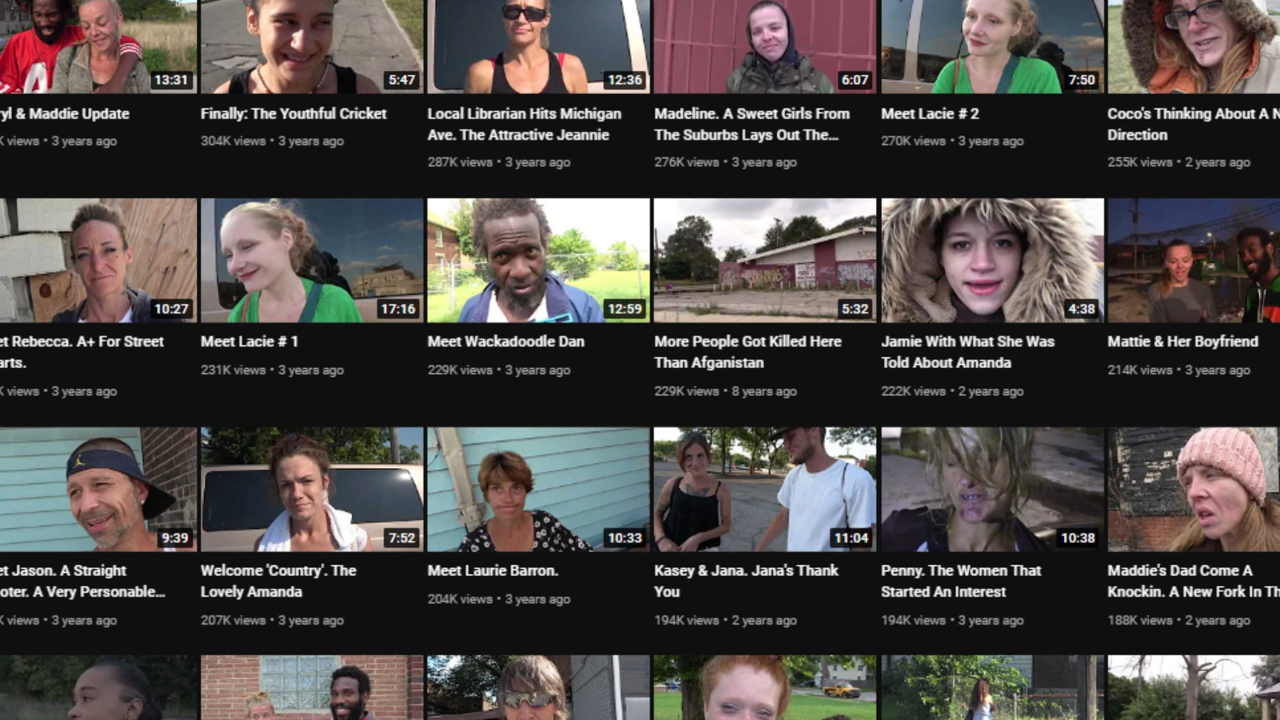 13:31
5:47
12:36
6:07
7:50
yl & Maddie Update
Finally: The Youthful Cricket
Local Librarian Hits Michigan
Ave. The Attractive Jeannie
Madeline. A Sweet Girls From
The Suburbs Lays Out The...
Meet Lacie # 2
Coco's Thinking About A N
Direction
K views • 3 years ago
304K views • 3 years ago
287K views • 3 years ago
276K views • 3 years ago
270K views • 3 years ago
255K views • 2 years ago
10:27
17:16
12:59
5:32
4:38
et Rebecca. A+ For Street
arts.
Meet Lacie # 1
Meet Wackadoodle Dan
More People Got Killed Here
Than Afganistan
Jamie With What She Was
Told About Amanda
Mattie & Her Boyfriend
K views • 3 years ago
231K views • 3 years ago
229K views • 3 years ago
229K views • 8 years ago
222K views • 2 years ago
214K views • 3 years ago
9:39
7:52
10:33
11:04
10:38
et Jason. A Straight
oter. A Very Personable...
Welcome 'Country'. The
Lovely Amanda
Meet Laurie Barron.
Kasey & Jana. Jana's Thank
You
Penny. The Women That
Started An Interest
Maddie's Dad Come A
Knockin. A New Fork In Th
K views • 3 years ago
207K views • 3 years ago
204K views • 3 years ago
194K views • 2 years ago
194K views • 3 years ago
188K views • 2 years ago